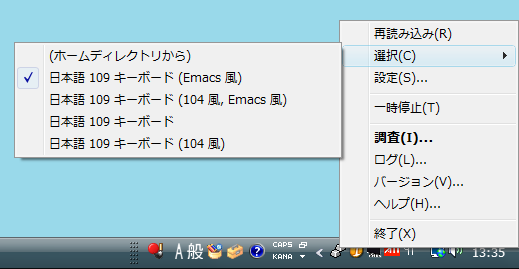 (ホームディレクトリから)
日本語 109 キーボード (Emacs 風)
日本語 109 キーボード (104 風, Emacs 風)
日本語 109 キーボード
日本語 109 キーボード (104 風)
再読み込み(R)
選択(C)
設定(S)...
一時停止(T)
調査(I)...
ログ(L)...
バージョン(V)...
ヘルプ(H)...
終了(X)
A 般
CAPS
KANA
13:35